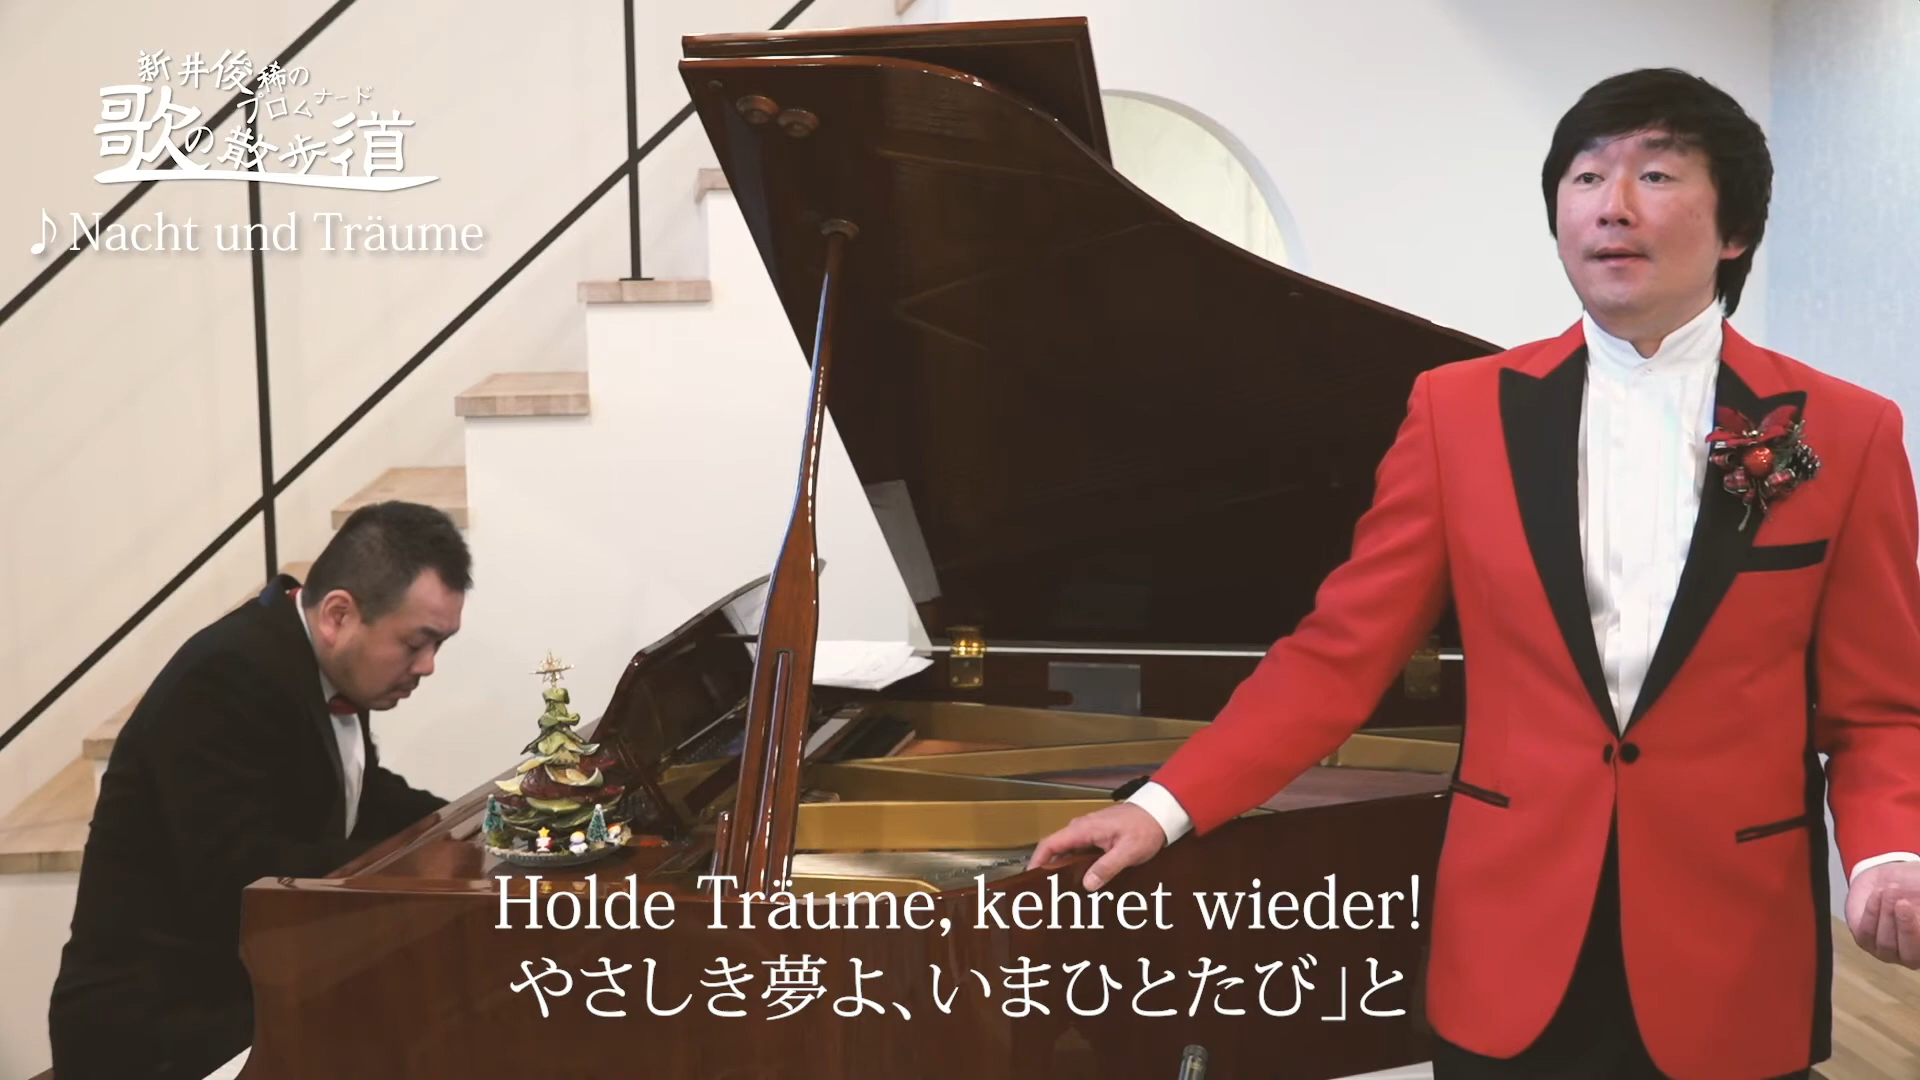 新井俊稀の
プロムナード
歌の散歩道
♪Nacht und Träume
Holde Träume, kehret wieder!
やさしき夢よ、いまひとたび」と